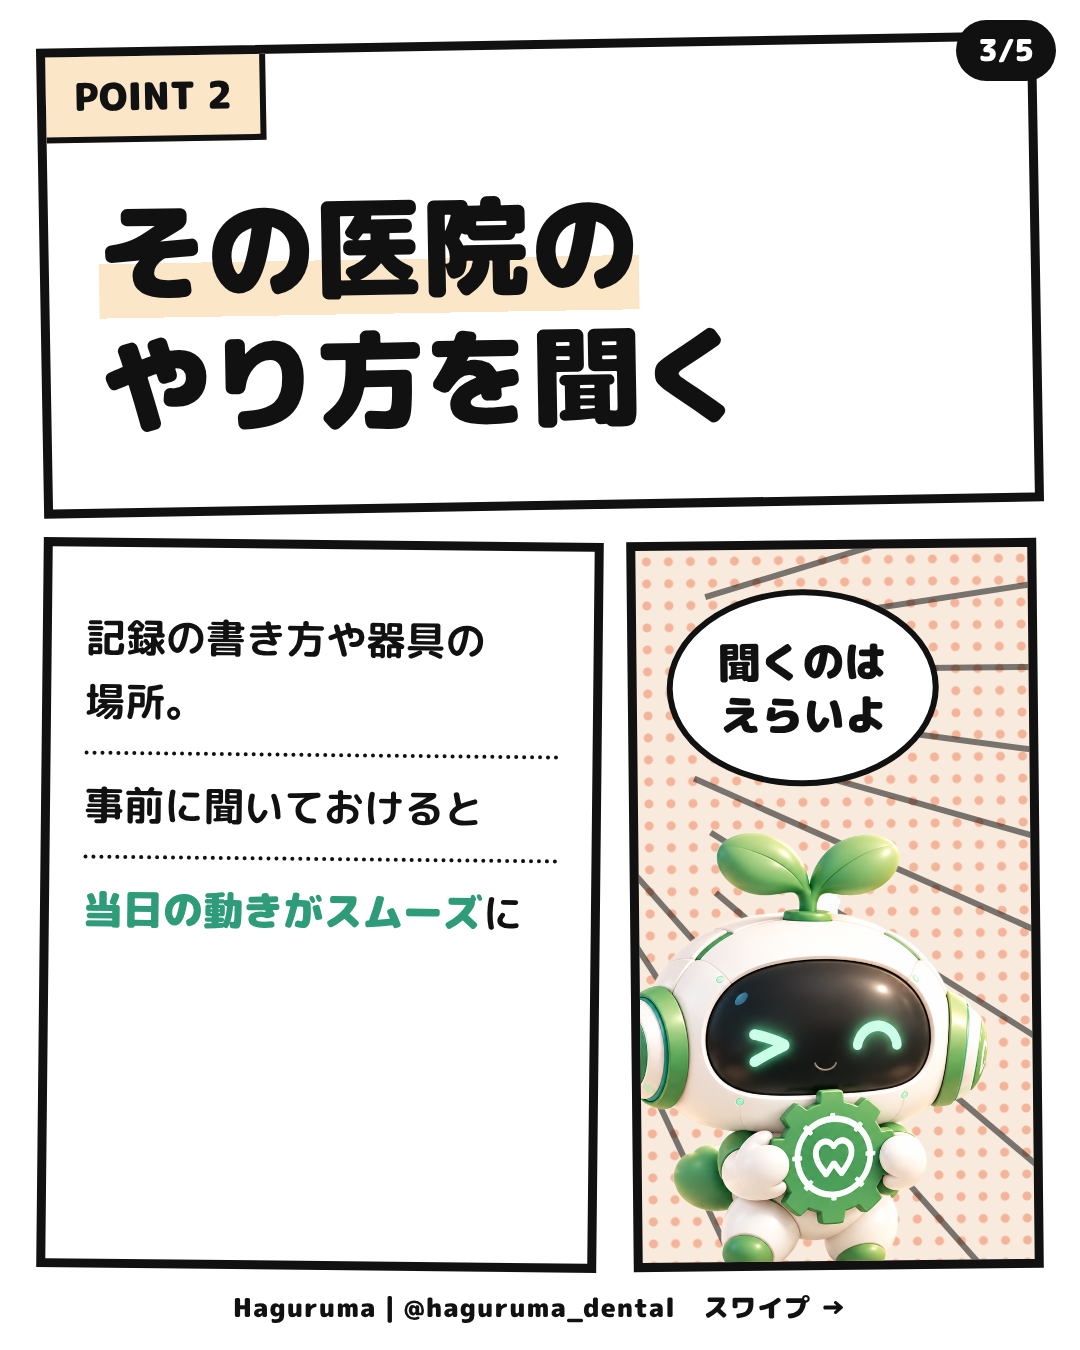 3/5
POINT 2
その医院の
やり方を聞く
記録の書き方や器具の
場所。
事前に聞いておけると
当日の動きがスムーズに
聞くのは
えらいよ
Haguruma | @haguruma_dental スワイプ →